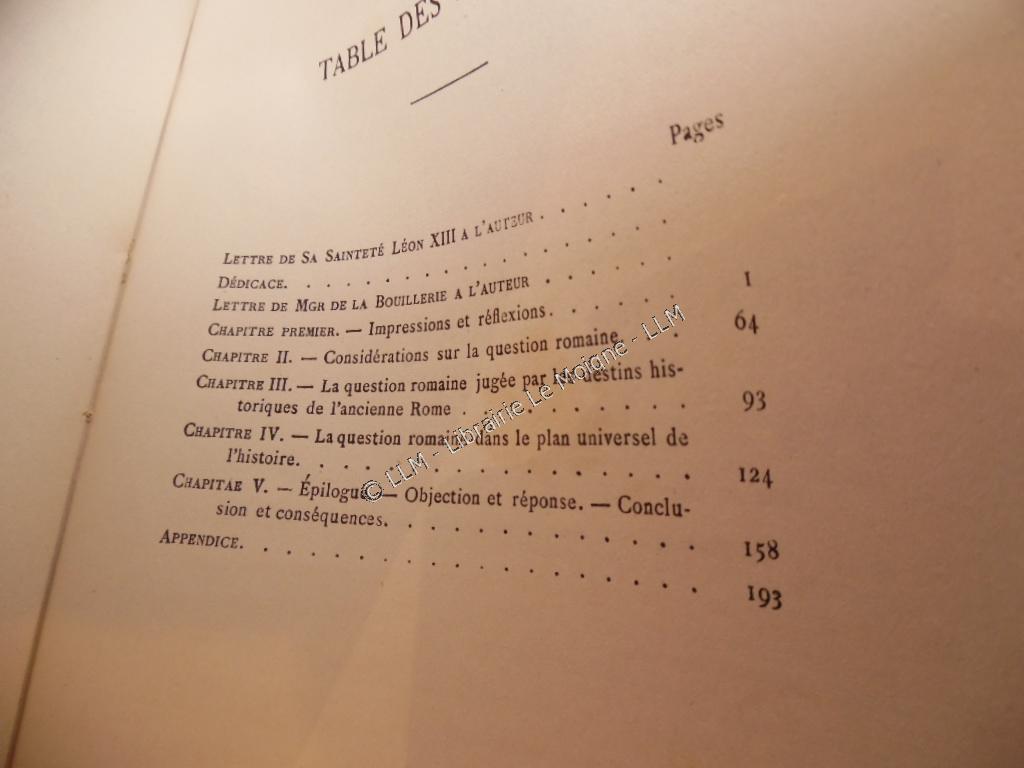 TABLE DES
Pages
LETTRE DE SA SAINTETÉ LÉON XIII A L'AUTEUR . . . . . .
DÉDICACE. . . . . . . . . . . . . . .
LETTRE DE MGR DE LA BOUILLERIE A L'AUTEUR . . . . . .
CHAPITRE PREMIER. — Impressions et réflexions. . . . . . . 1
CHAPITRE II. — Considérations sur la question romaine. . . 64
CHAPITRE III. — La question romaine jugée par les destins his-
toriques de l'ancienne Rome . . . . . . . . . . 93
CHAPITRE IV. — La question romaine dans le plan universel de
l'histoire. . . . . . . . . . . . . . . . . 124
CHAPITAE V. — Épilogue — Objection et réponse. — Conclu-
sion et conséquences. . . . . . . . . . . . . . 158
APPENDICE. . . . . . . . . . . . . . . . . . . 193
© LLM - Librairie Le Moigne - LLM